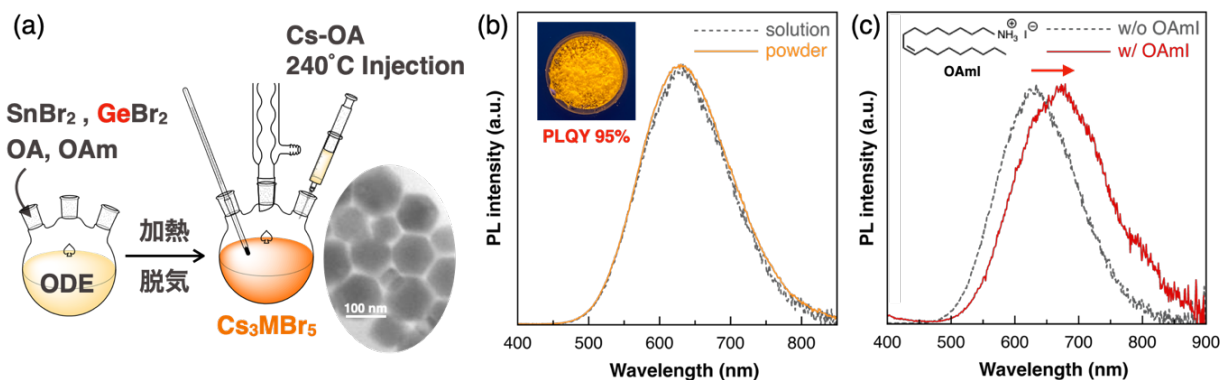 (a)
Cs-OA
240˚C Injection
SnBr₂ , GeBr₂
OA, OAm
加熱
脱気
ODE
Cs₃MBr₅
100 nm
(b)
solution
powder
PLQY 95%
PL intensity (a.u.)
400 500 600 700 800
Wavelength (nm)
(c)
NH₃ I
OAmI
w/o OAmI
w/ OAmI
PL intensity (a.u.)
400 500 600 700 800 900
Wavelength (nm)